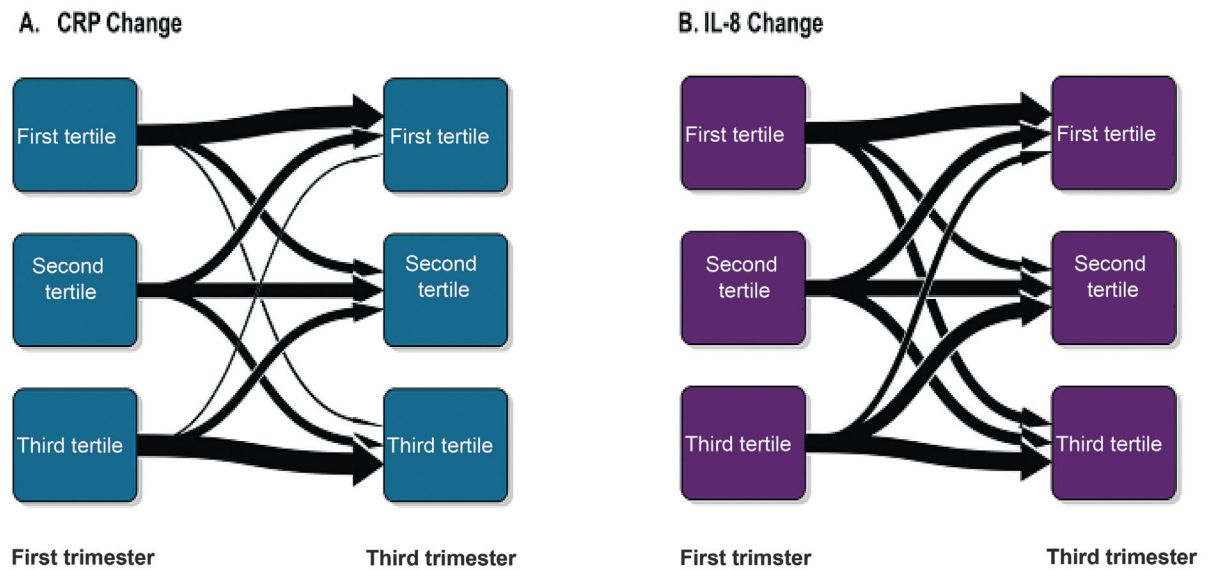 A. CRP Change
First tertile
First tertile
Second
tertile
Second
tertile
Third tertile
Third tertile
First trimester
Third trimester
B. IL-8 Change
First tertile
First tertile
Second
tertile
Second
tertile
Third tertile
Third tertile
First trimster
Third trimester